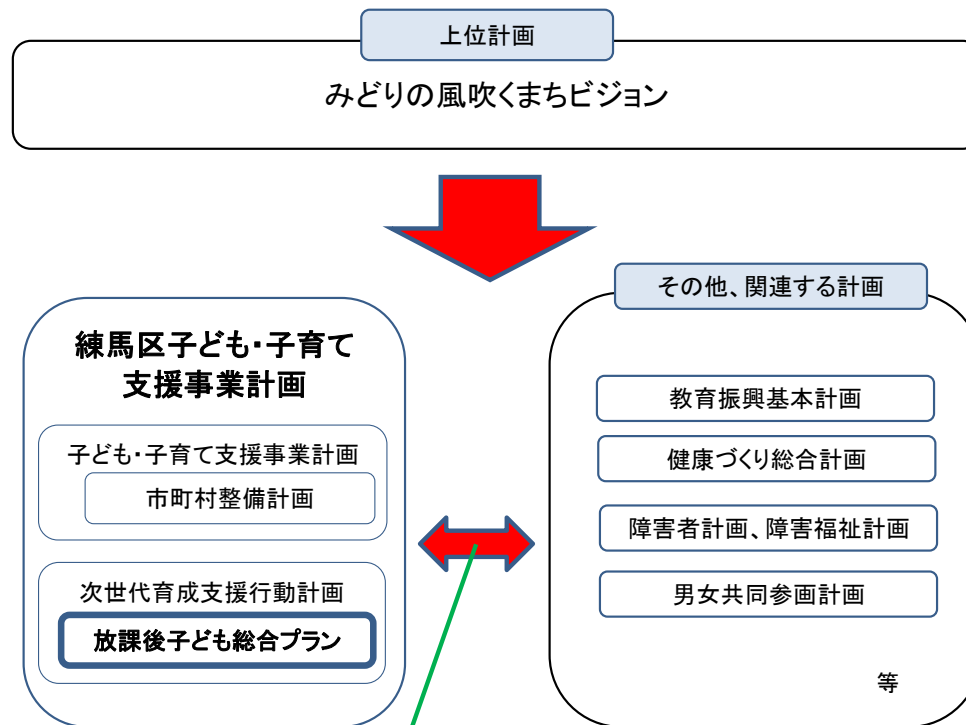 上位計画
みどりの風吹くまちビジョン
練馬区子ども・子育て
支援事業計画
子ども・子育て支援事業計画
市町村整備計画
次世代育成支援行動計画
放課後子ども総合プラン
その他、関連する計画
教育振興基本計画
健康づくり総合計画
障害者計画、障害福祉計画
男女共同参画計画
等